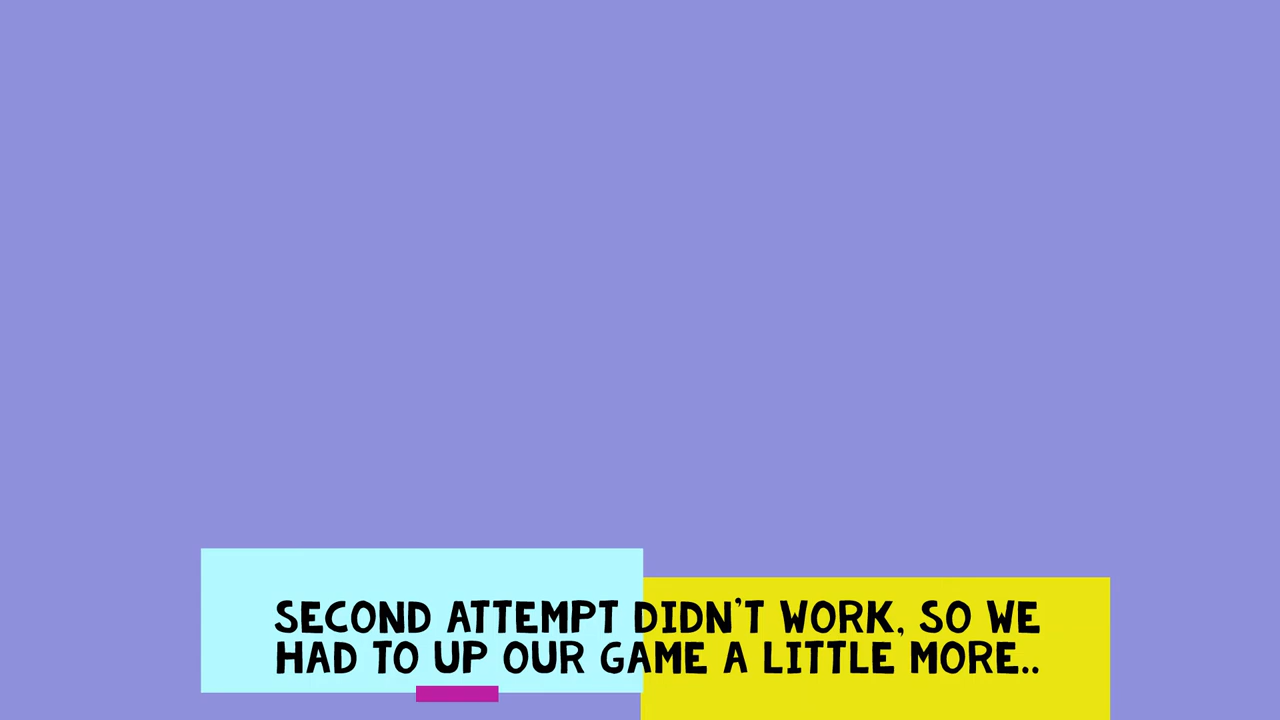 SECOND ATTEMPT DIDN'T WORK, SO WE
HAD TO UP OUR GAME A LITTLE MORE..